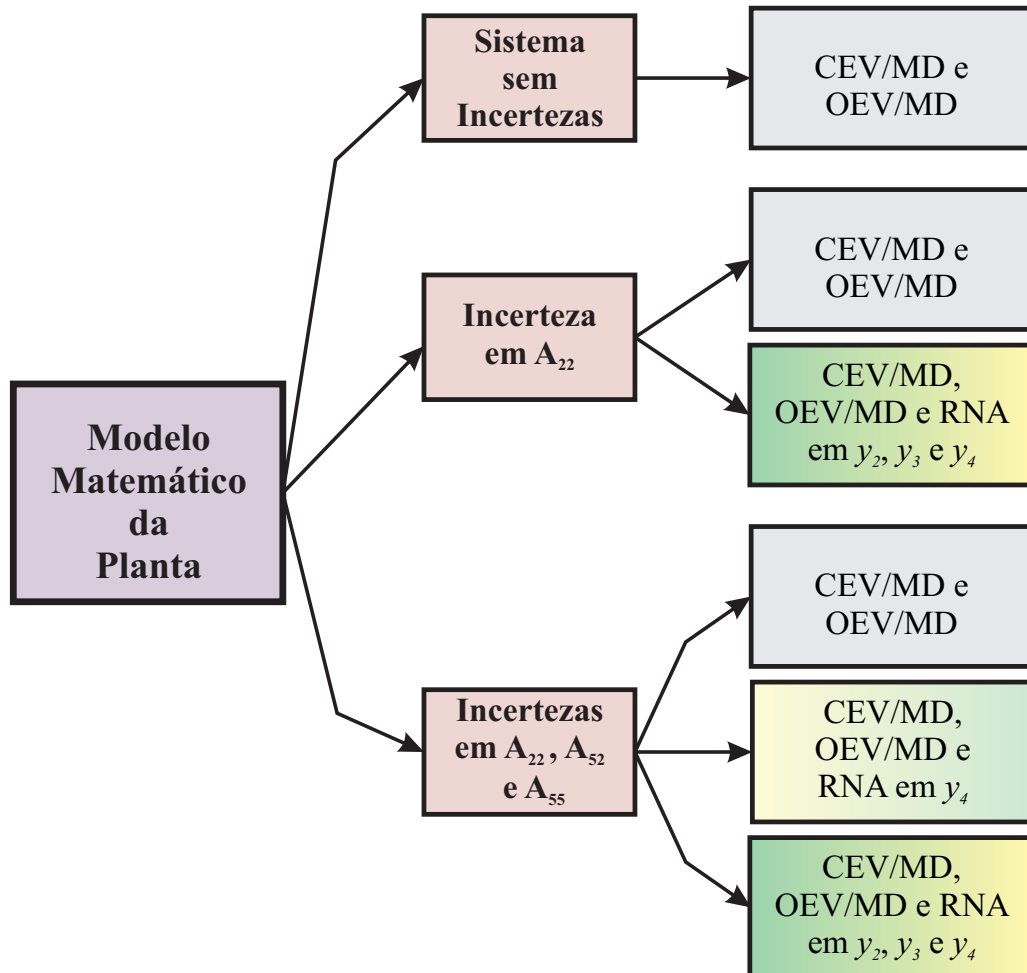 Sistema
sem
Incertezas
CEV/MD e
OEV/MD
CEV/MD e
OEV/MD
Incerteza
em A₂₂
CEV/MD,
OEV/MD e RNA
em y₂, y₃ e y₄
Modelo
Matemático
da
Planta
CEV/MD e
OEV/MD
Incertezas
em A₂₂, A₅₂
e A₅₅
CEV/MD,
OEV/MD e
RNA em y₄
CEV/MD,
OEV/MD e RNA
em y₂, y₃ e y₄